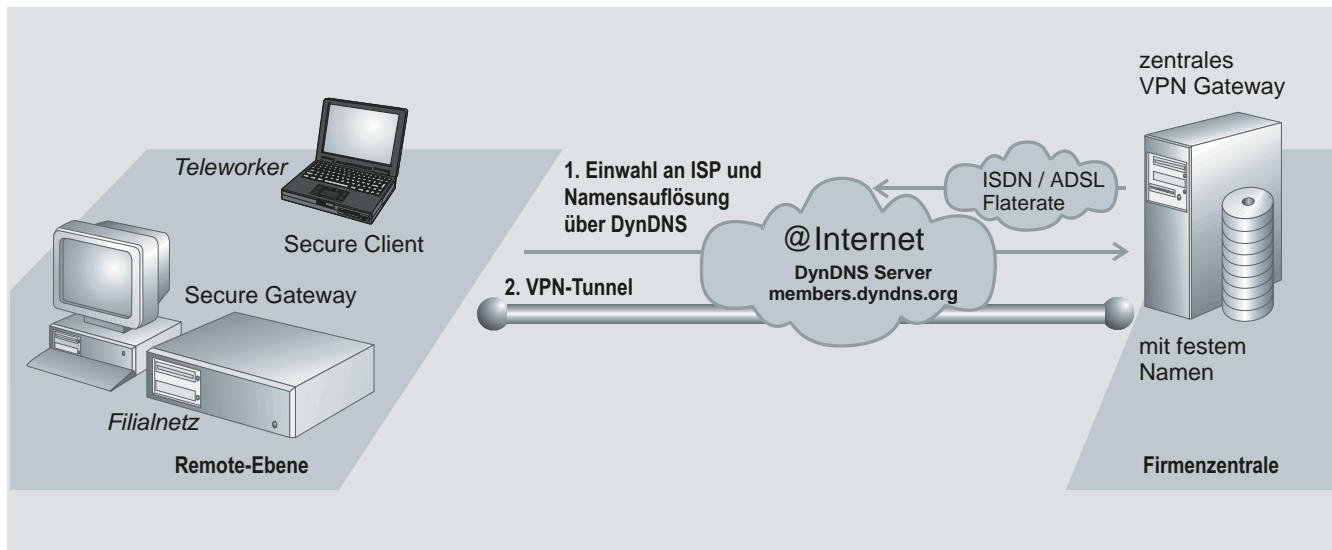 Teleworker
Secure Client
Secure Gateway
Filialnetz
Remote-Ebene
1. Einwahl an ISP und
Namensauflösung
über DynDNS
2. VPN-Tunnel
@Internet
DynDNS Server
members.dyndns.org
ISDN / ADSL
Flaterate
zentrales
VPN Gateway
mit festem
Namen
Firmenzentrale